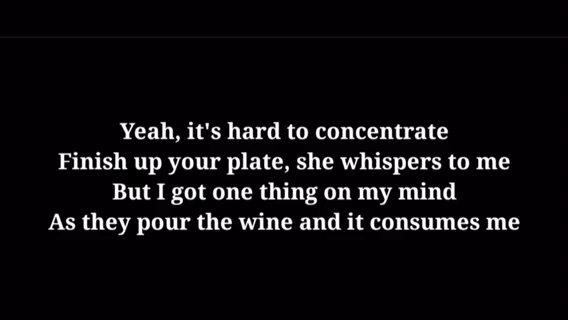 Yeah, it's hard to concentrate
Finish up your plate, she whispers to me
But I got one thing on my mind
As they pour the wine and it consumes me